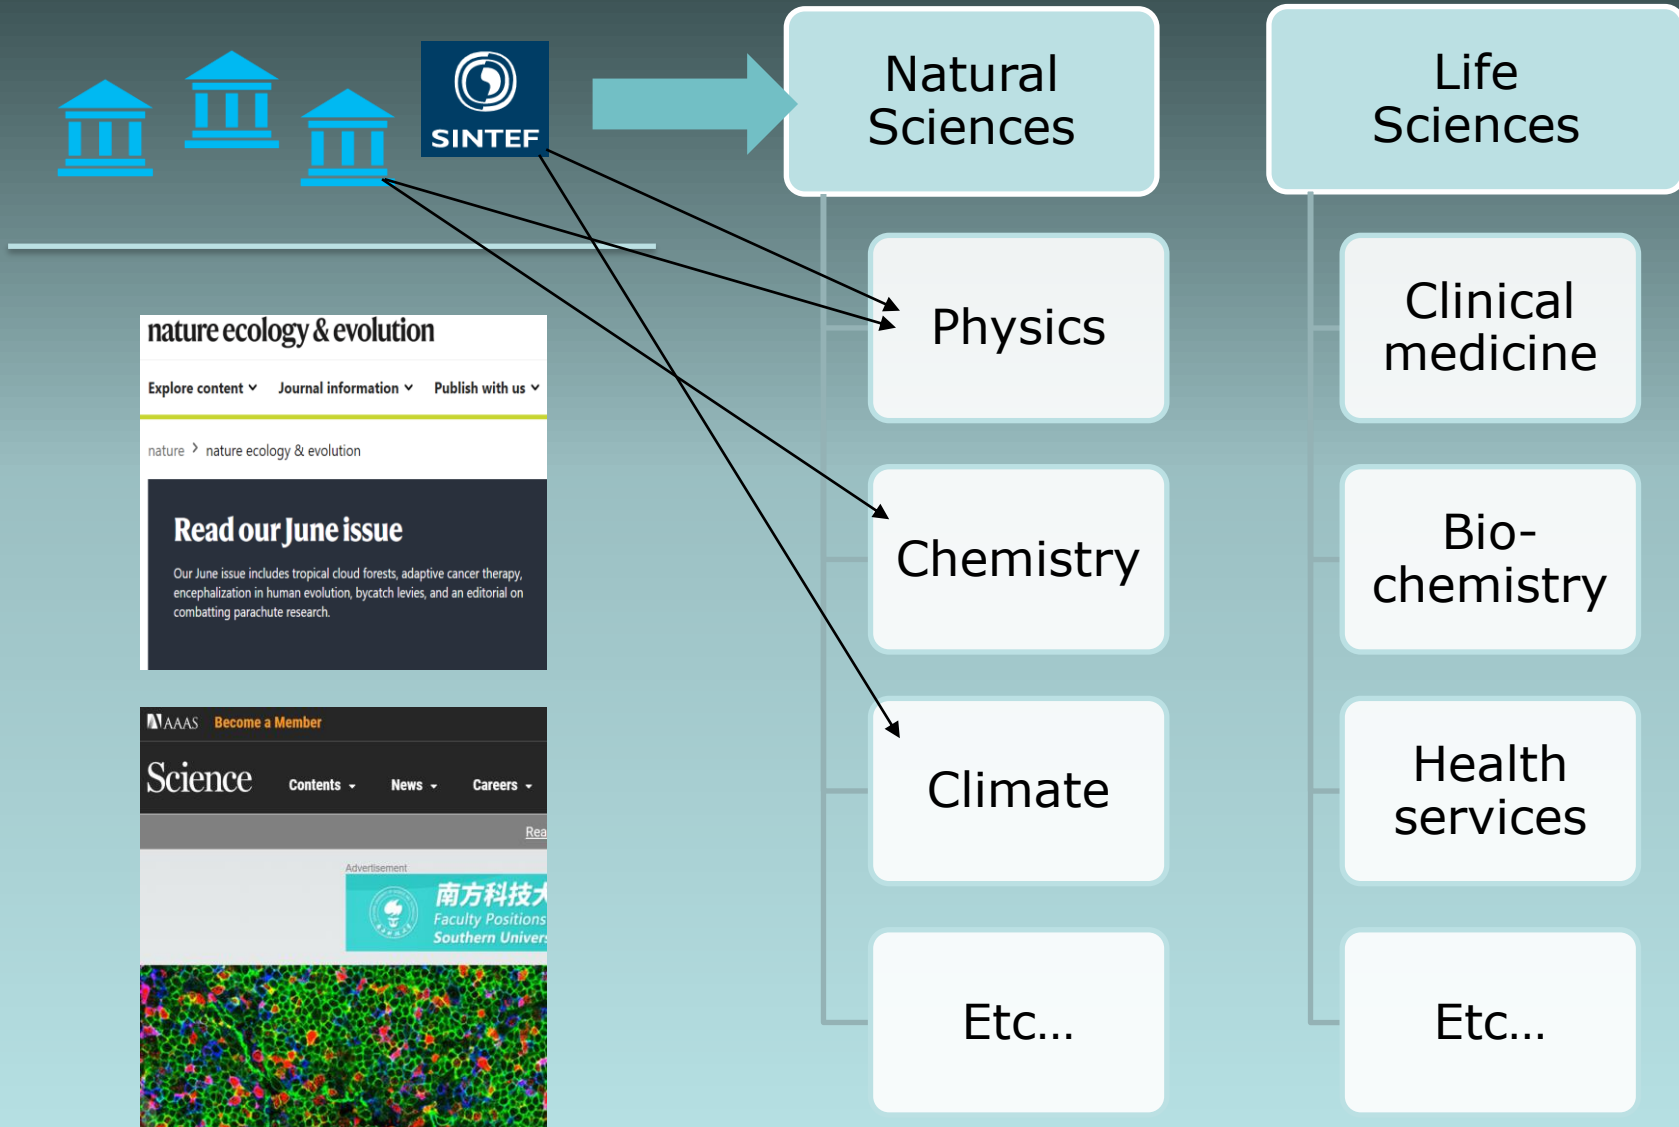 SINTEF
Natural
Sciences
Life
Sciences
Physics
Chemistry
Climate
Etc...
Clinical
medicine
Bio-
chemistry
Health
services
Etc...
nature ecology & evolution
Explore content Journal information Publish with us
nature > nature ecology & evolution
Read our June issue
Our June issue includes tropical cloud forests, adaptive cancer therapy,
encephalization in human evolution, bycatch levies, and an editorial on
combatting parachute research.
AAAS Become a Member
Science Contents News Careers
Rea
Advertisement
南方科技大
Faculty Positions
Southern Univers